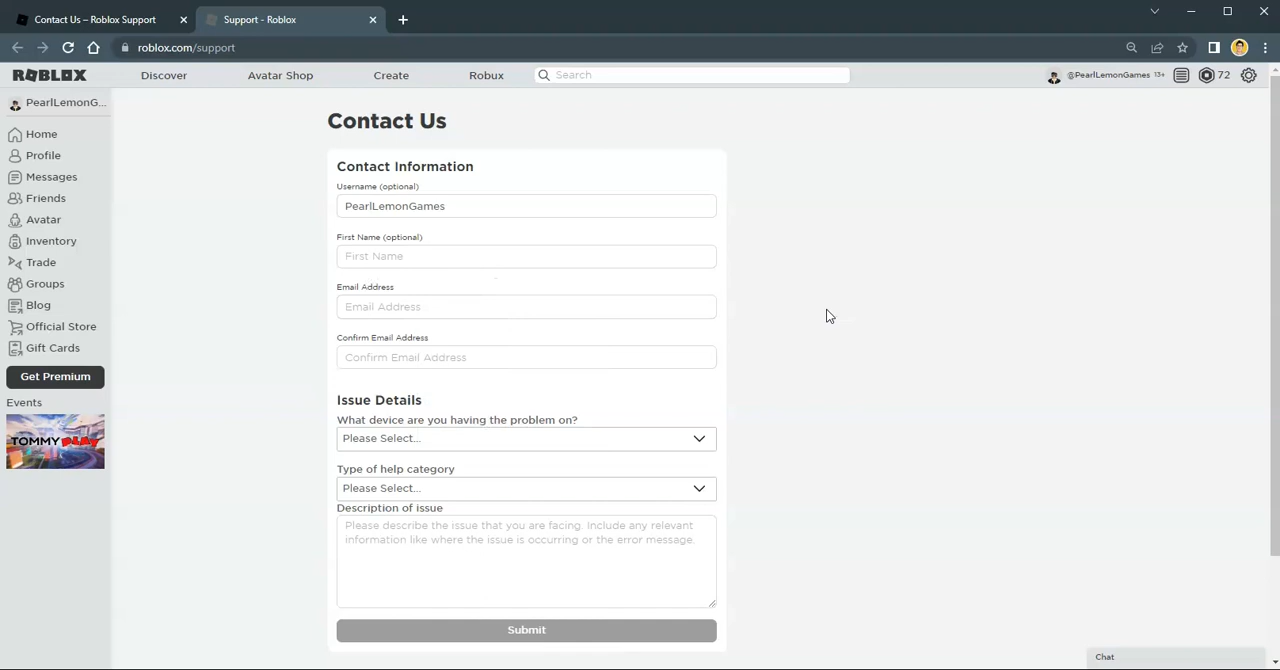 Contact Us – Roblox Support
Support - Roblox
roblox.com/support
ROBLOX
Discover
Avatar Shop
Create
Robux
Search
@PearlLemonGames 13+
72
PearlLemonG...
Home
Profile
Messages
Friends
Avatar
Inventory
Trade
Groups
Blog
Official Store
Gift Cards
Get Premium
Events
TOMMY PLAY
Contact Us
Contact Information
Username (optional)
PearlLemonGames
First Name (optional)
First Name
Email Address
Email Address
Confirm Email Address
Confirm Email Address
Issue Details
What device are you having the problem on?
Please Select...
Type of help category
Please Select...
Description of issue
Please describe the issue that you are facing. Include any relevant
information like where the issue is occurring or the error message.
Submit
Chat